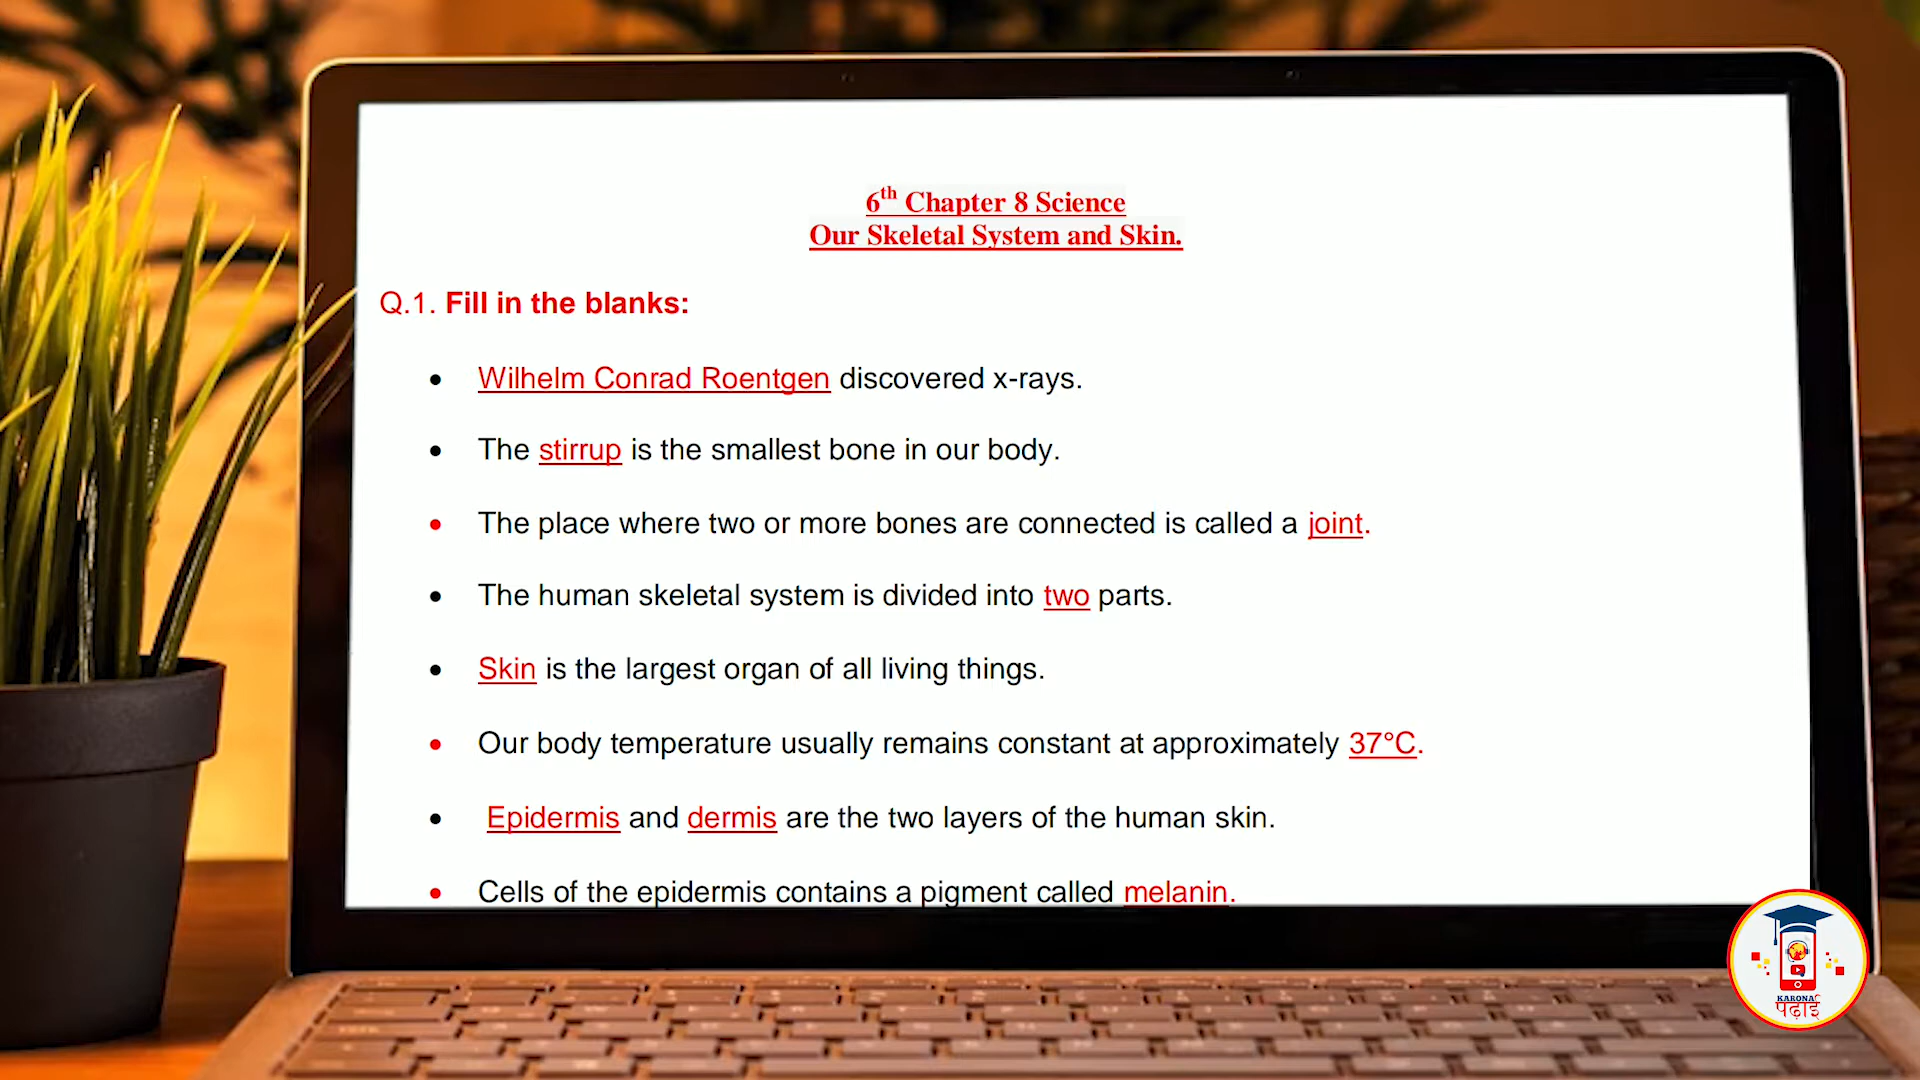 6th Chapter 8 Science
Our Skeletal System and Skin.
Q.1. Fill in the blanks:
• Wilhelm Conrad Roentgen discovered x-rays.
• The stirrup is the smallest bone in our body.
• The place where two or more bones are connected is called a joint.
• The human skeletal system is divided into two parts.
• Skin is the largest organ of all living things.
• Our body temperature usually remains constant at approximately 37°C.
• Epidermis and dermis are the two layers of the human skin.
• Cells of the epidermis contains a pigment called melanin.
KARONA
पढ़ाई